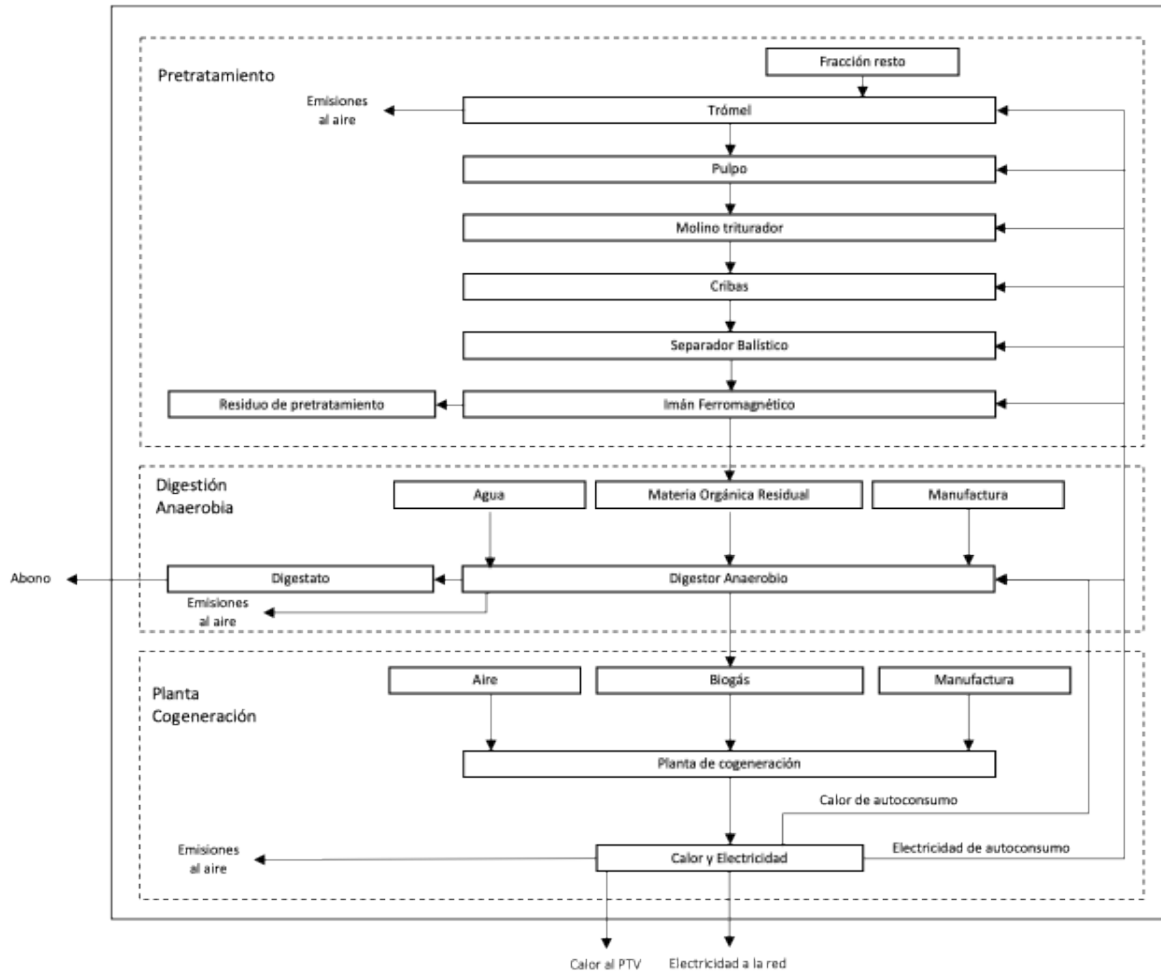 Pretratamiento
Fracción resto
Emisiones
al aire
Trómel
Pulpo
Molino triturador
Cribas
Separador Balístico
Residuo de pretratamiento
Imán Ferromagnético
Digestión
Anaerobia
Agua
Materia Orgánica Residual
Manufactura
Abono
Digestato
Digestor Anaerobio
Emisiones
al aire
Planta
Cogeneración
Aire
Biogás
Manufactura
Planta de cogeneración
Calor de autoconsumo
Emisiones
al aire
Calor y Electricidad
Electricidad de autoconsumo
Calor al PTV
Electricidad a la red